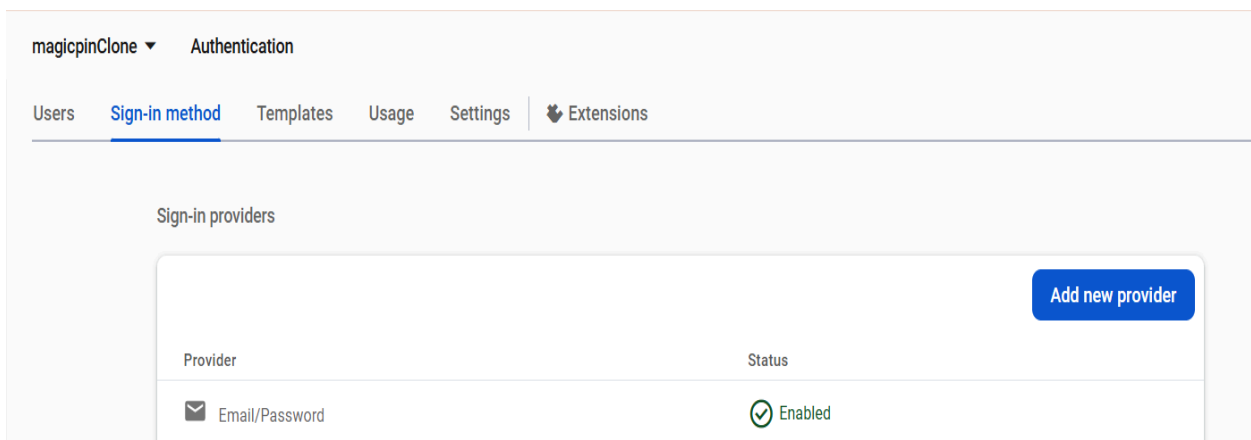 magicpinClone Authentication
Users Sign-in method Templates Usage Settings Extensions
Sign-in providers
Add new provider
Provider Status
Email/Password Enabled